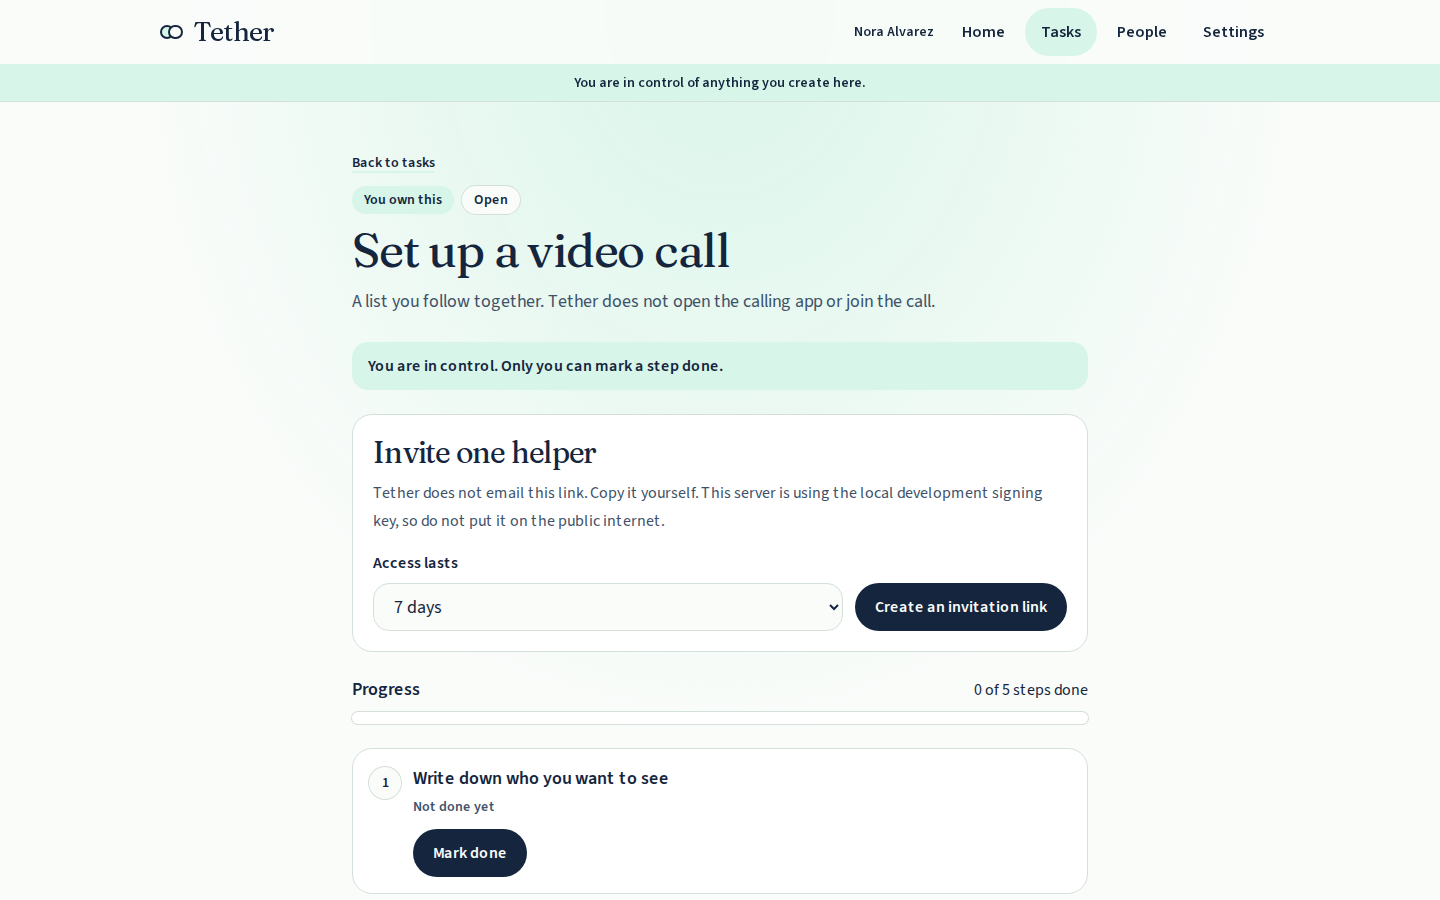 Tether
Nora Alvarez
Home
Tasks
People
Settings
You are in control of anything you create here.
Back to tasks
You own this
Open
Set up a video call
A list you follow together. Tether does not open the calling app or join the call.
You are in control. Only you can mark a step done.
Invite one helper
Tether does not email this link. Copy it yourself. This server is using the local development signing
key, so do not put it on the public internet.
Access lasts
7 days
Create an invitation link
Progress
0 of 5 steps done
1
Write down who you want to see
Not done yet
Mark done